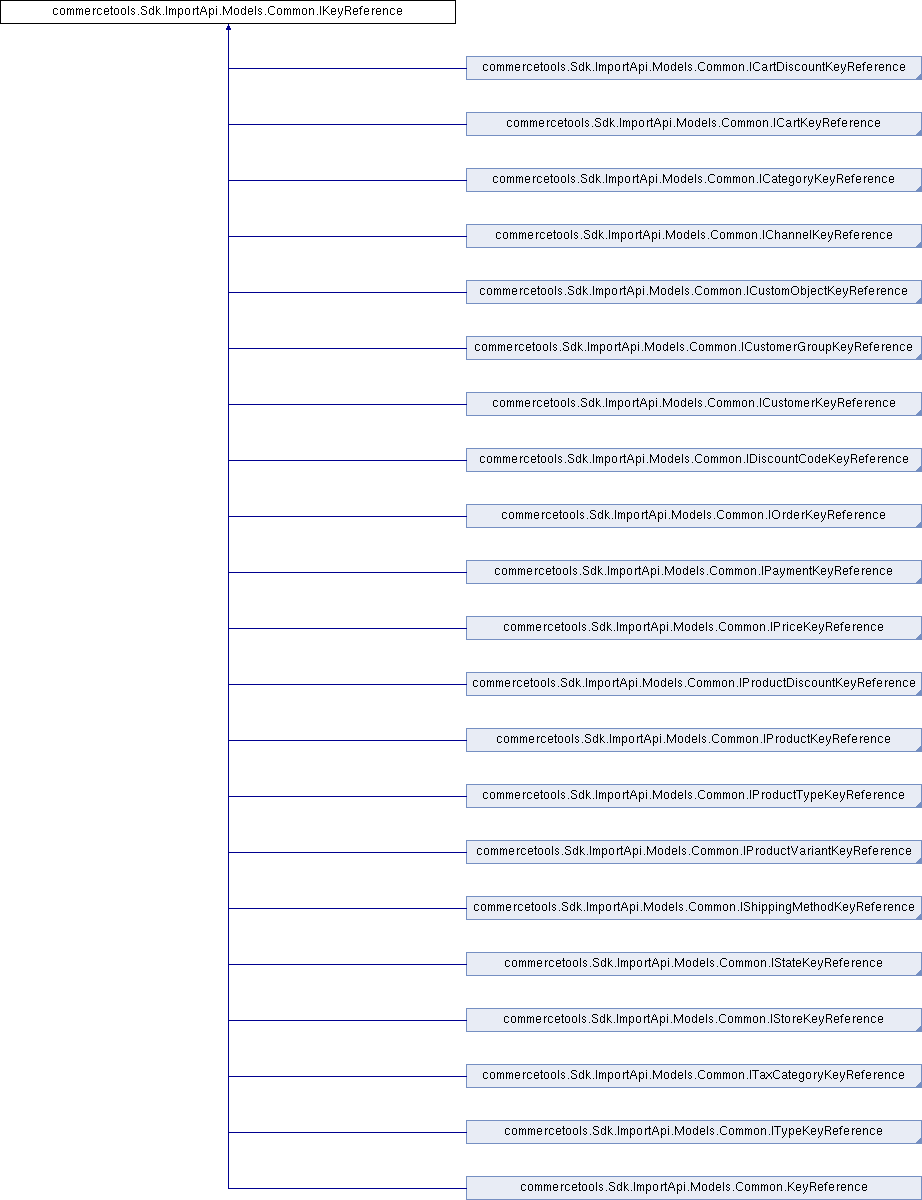 commercetools.Sdk.ImportApi.Models.Common.IKeyReference
commercetools.Sdk.ImportApi.Models.Common.ICartDiscountKeyReference
commercetools.Sdk.ImportApi.Models.Common.ICartKeyReference
commercetools.Sdk.ImportApi.Models.Common.ICategoryKeyReference
commercetools.Sdk.ImportApi.Models.Common.IChannelKeyReference
commercetools.Sdk.ImportApi.Models.Common.ICustomObjectKeyReference
commercetools.Sdk.ImportApi.Models.Common.ICustomerGroupKeyReference
commercetools.Sdk.ImportApi.Models.Common.ICustomerKeyReference
commercetools.Sdk.ImportApi.Models.Common.IDiscountCodeKeyReference
commercetools.Sdk.ImportApi.Models.Common.IOrderKeyReference
commercetools.Sdk.ImportApi.Models.Common.IPaymentKeyReference
commercetools.Sdk.ImportApi.Models.Common.IPriceKeyReference
commercetools.Sdk.ImportApi.Models.Common.IProductDiscountKeyReference
commercetools.Sdk.ImportApi.Models.Common.IProductKeyReference
commercetools.Sdk.ImportApi.Models.Common.IProductTypeKeyReference
commercetools.Sdk.ImportApi.Models.Common.IProductVariantKeyReference
commercetools.Sdk.ImportApi.Models.Common.IShippingMethodKeyReference
commercetools.Sdk.ImportApi.Models.Common.IStateKeyReference
commercetools.Sdk.ImportApi.Models.Common.IStoreKeyReference
commercetools.Sdk.ImportApi.Models.Common.ITaxCategoryKeyReference
commercetools.Sdk.ImportApi.Models.Common.ITypeKeyReference
commercetools.Sdk.ImportApi.Models.Common.KeyReference